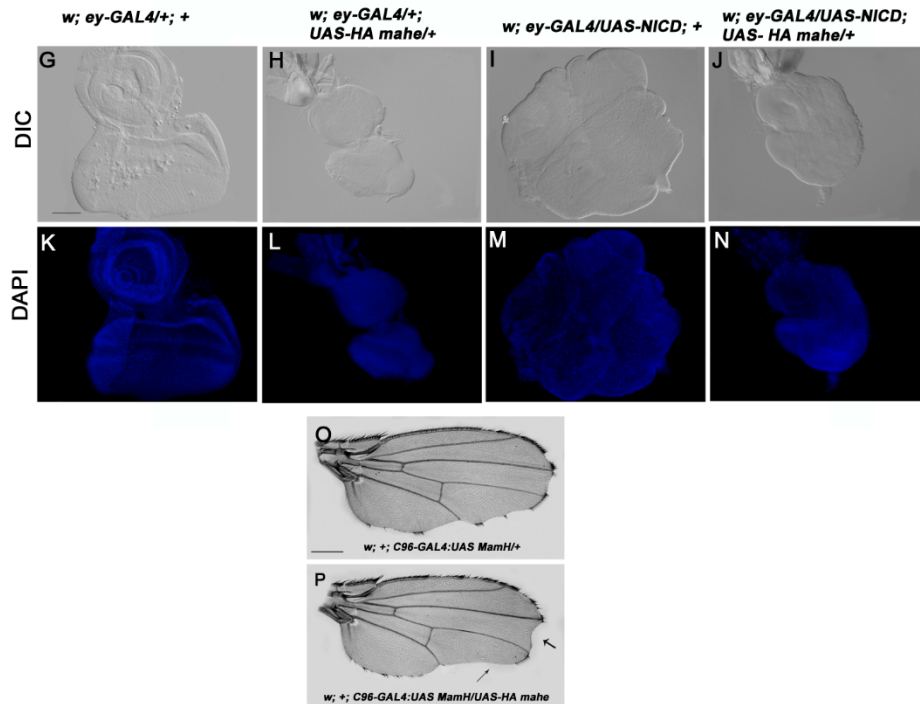 w; ey-GAL4/+; +
w; ey-GAL4/+;
UAS-HA mahe/+
w; ey-GAL4/UAS-NICD; +
w; ey-GAL4/UAS-NICD;
UAS- HA mahe/+
DIC
G
H
I
J
DAPI
K
L
M
N
O
w; +; C96-GAL4:UAS MamH/+
P
w; +; C96-GAL4:UAS MamH/UAS-HA mahe